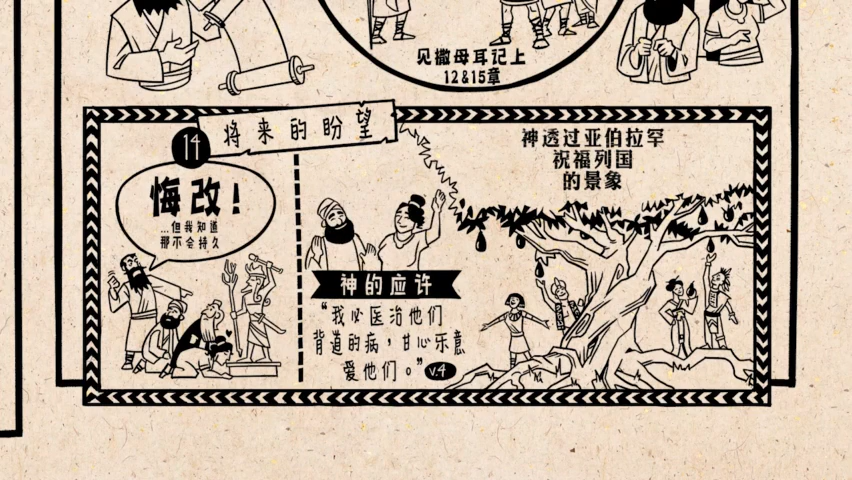 见撒母耳记上
12&15章
14
将来的盼望
悔改!
...但我知道
那不会持久
神的应许
“我必医治他们
背道的病,甘心乐意
爱他们。” v.4
神透过亚伯拉罕
祝福列国
的景象